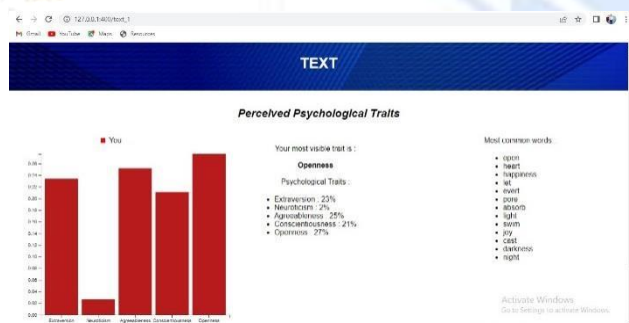 127.0.0.1:4000/text_1
Gmail
YouTube
Maps
TEXT
Perceived Psychological Traits
You
Extraversion
Neuroticism
Agreeableness
Conscientiousness
Openness
Your most visible trait is :
Openness
Psychological Traits :
Extraversion : 23%
Neuroticism : 2%
Agreeableness : 25%
Conscientiousness : 21%
Openness : 27%
Most common words :
open
heart
happiness
let
evert
pore
absorb
light
swim
joy
cast
darkness
night
Activate Windows
Go to Settings to activate Windows.